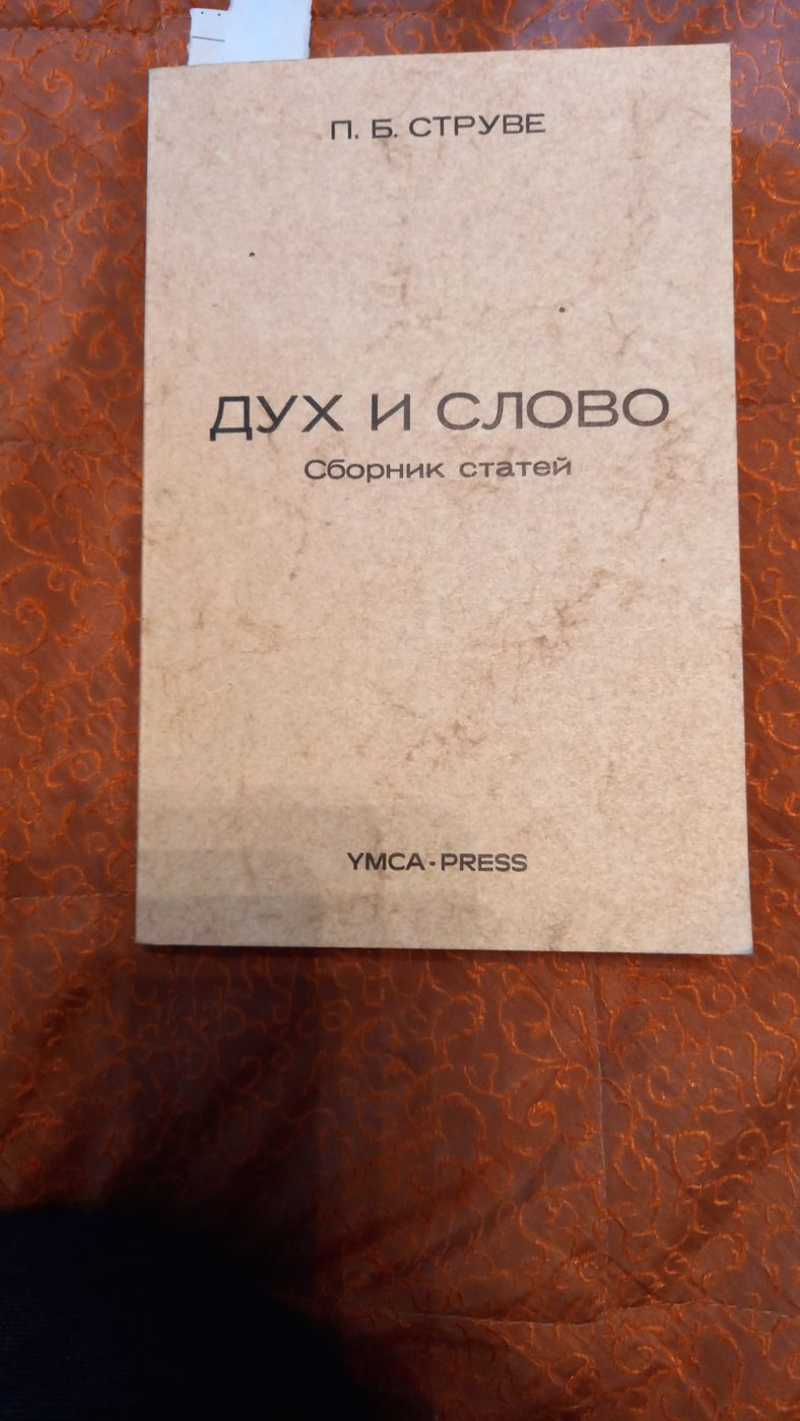 П. Б. СТРУВЕ
ДУХ И СЛОВО
Сборник статей
YMCA-PRESS